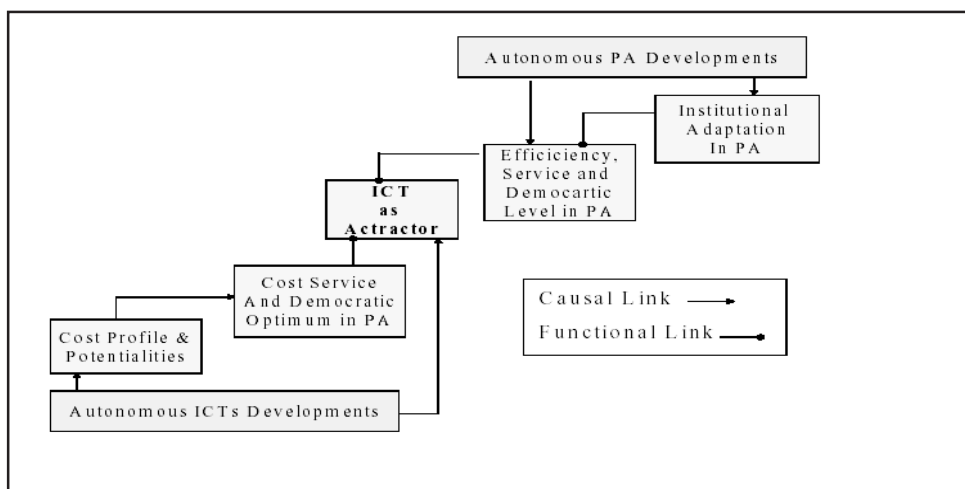 Autonomous PA Developments
Institutional
Adaptation
In PA
Efficiciency,
Service and
Democartic
Level in PA
ICT
as
Actractor
Cost Service
And Democratic
Optimum in PA
Cost Profile &
Potentialities
Autonomous ICTs Developments
Causal Link
Functional Link